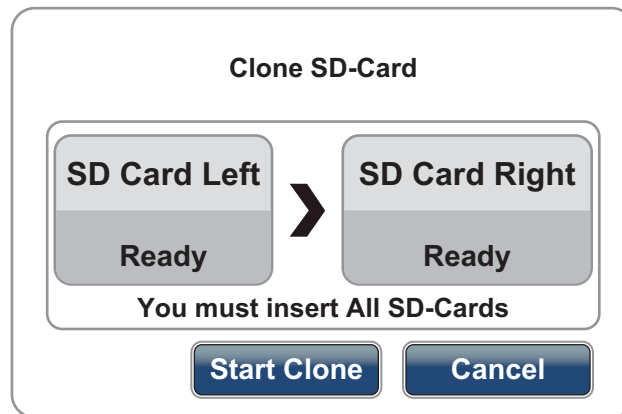 Clone SD-Card
SD Card Left
SD Card Right
Ready
Ready
You must insert All SD-Cards
Start Clone
Cancel